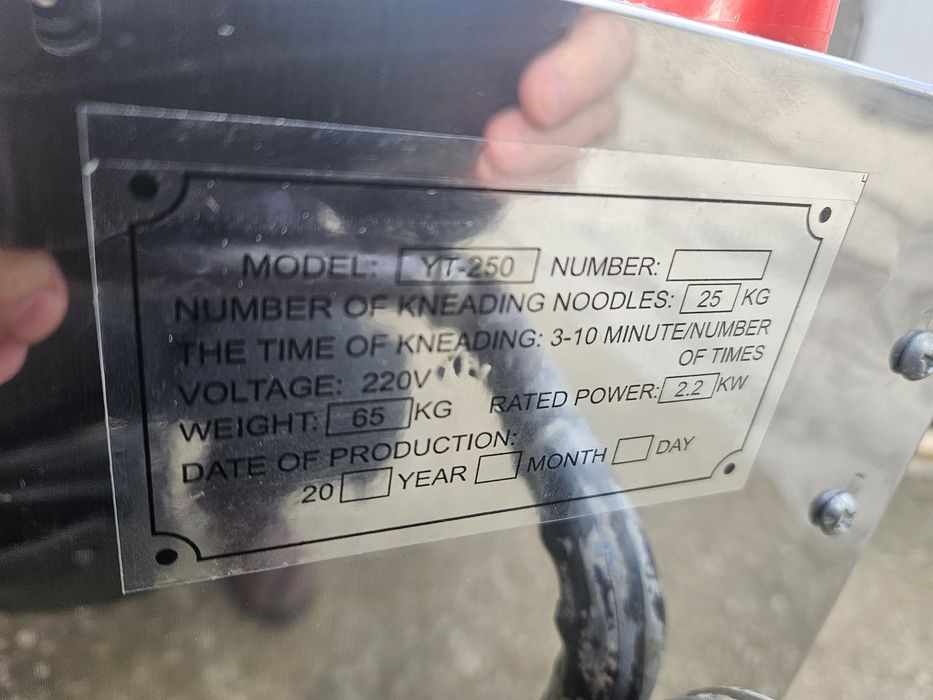 MODEL: YT-250 NUMBER:
NUMBER OF KNEADING NOODLES: 25 KG
THE TIME OF KNEADING: 3-10 MINUTE/NUMBER
OF TIMES
VOLTAGE: 220V
RATED POWER: 2.2 KW
WEIGHT: 65 KG
DATE OF PRODUCTION:
20 YEAR MONTH DAY